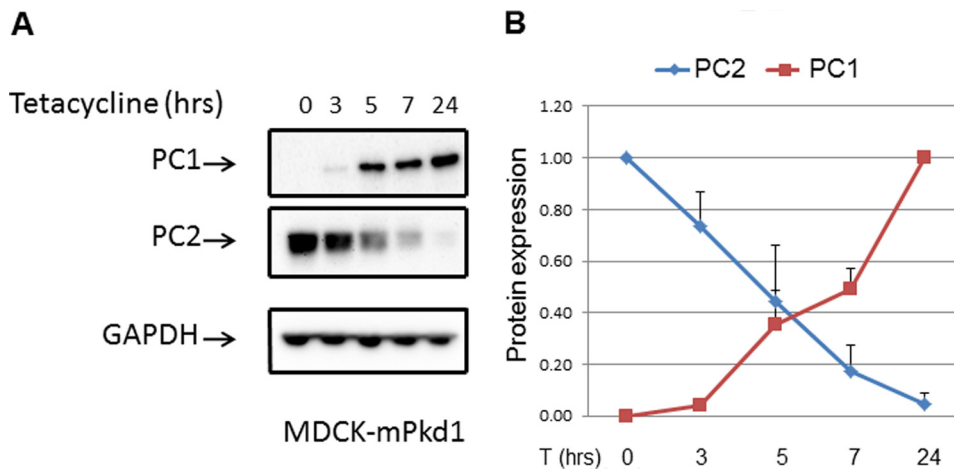 A
Tetacycline (hrs) 0 3 5 7 24
PC1→
PC2→
GAPDH→
MDCK-mPkd1
B
PC2 PC1
Protein expression
1.20
1.00
0.80
0.60
0.40
0.20
0.00
T (hrs) 0 3 5 7 24